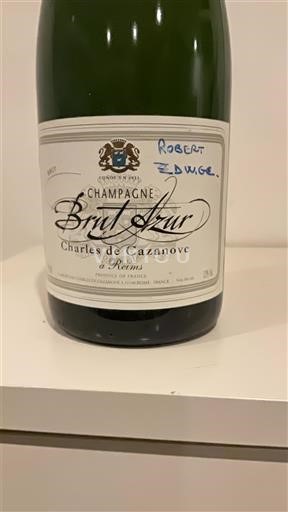 ROBERT
EDWIGE.
BRUT
CHAMPAGNE
Brut Azur
Charles de Cazanove
à Reims
PRODUCE OF FRANCE